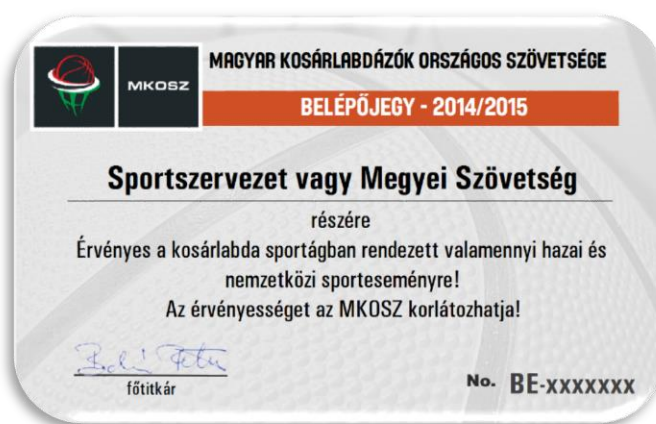 MKOSZ
MAGYAR KOSÁRLABDÁZÓK ORSZÁGOS SZÖVETSÉGE
BELÉPŐJEGY - 2014/2015
Sportszervezet vagy Megyei Szövetség
részére
Érvényes a kosárlabda sportágban rendezett valamennyi hazai és
nemzetközi sporteseményre!
Az érvényességet az MKOSZ korlátozhatja!
főtitkár
No. BE-xxxxxxx